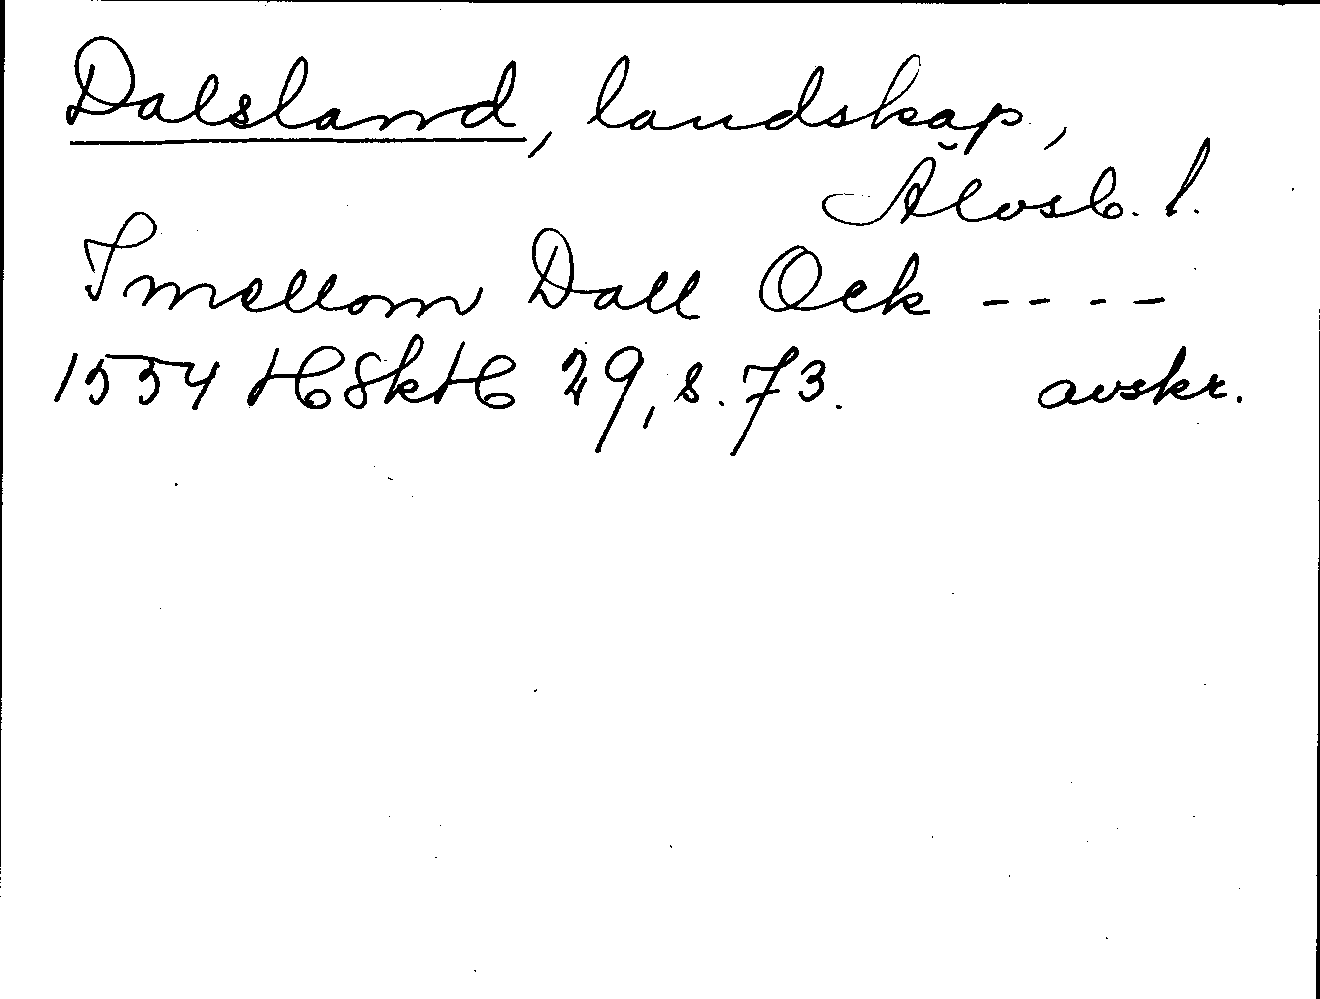 Dalsland, landskap,
Älvsb. l.
Imellom Dall Ock ----
1554 HSkH 29, s. 73. avskr.